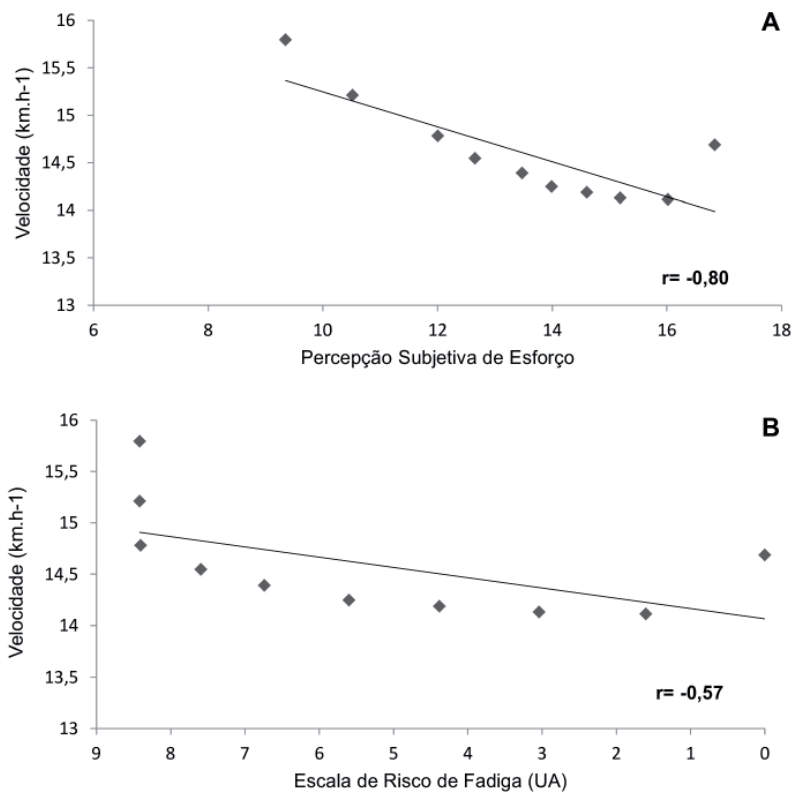 A
Velocidade (km.h-1)
16
15,5
15
14,5
14
13,5
13
r= -0,80
6 8 10 12 14 16 18
Percepção Subjetiva de Esforço
B
Velocidade (km.h-1)
16
15,5
15
14,5
14
13,5
13
r= -0,57
9 8 7 6 5 4 3 2 1 0
Escala de Risco de Fadiga (UA)